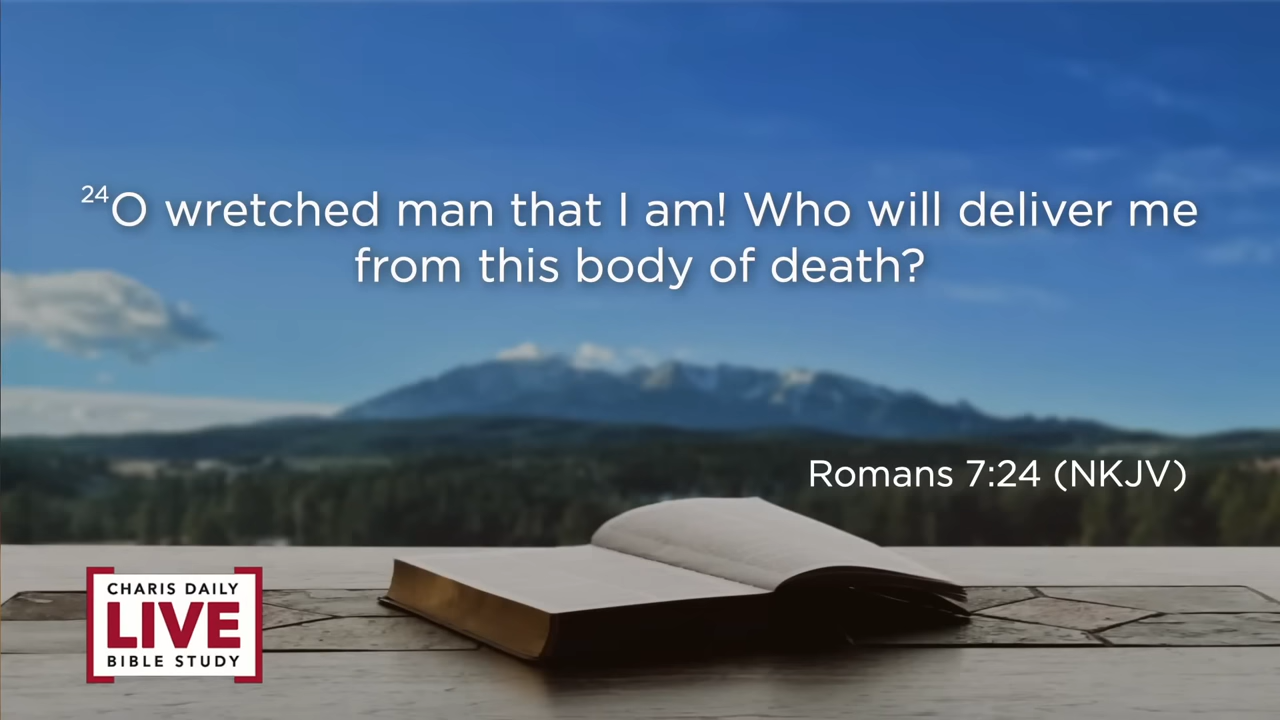 ²⁴O wretched man that I am! Who will deliver me
from this body of death?
Romans 7:24 (NKJV)
CHARIS DAILY
LIVE
BIBLE STUDY